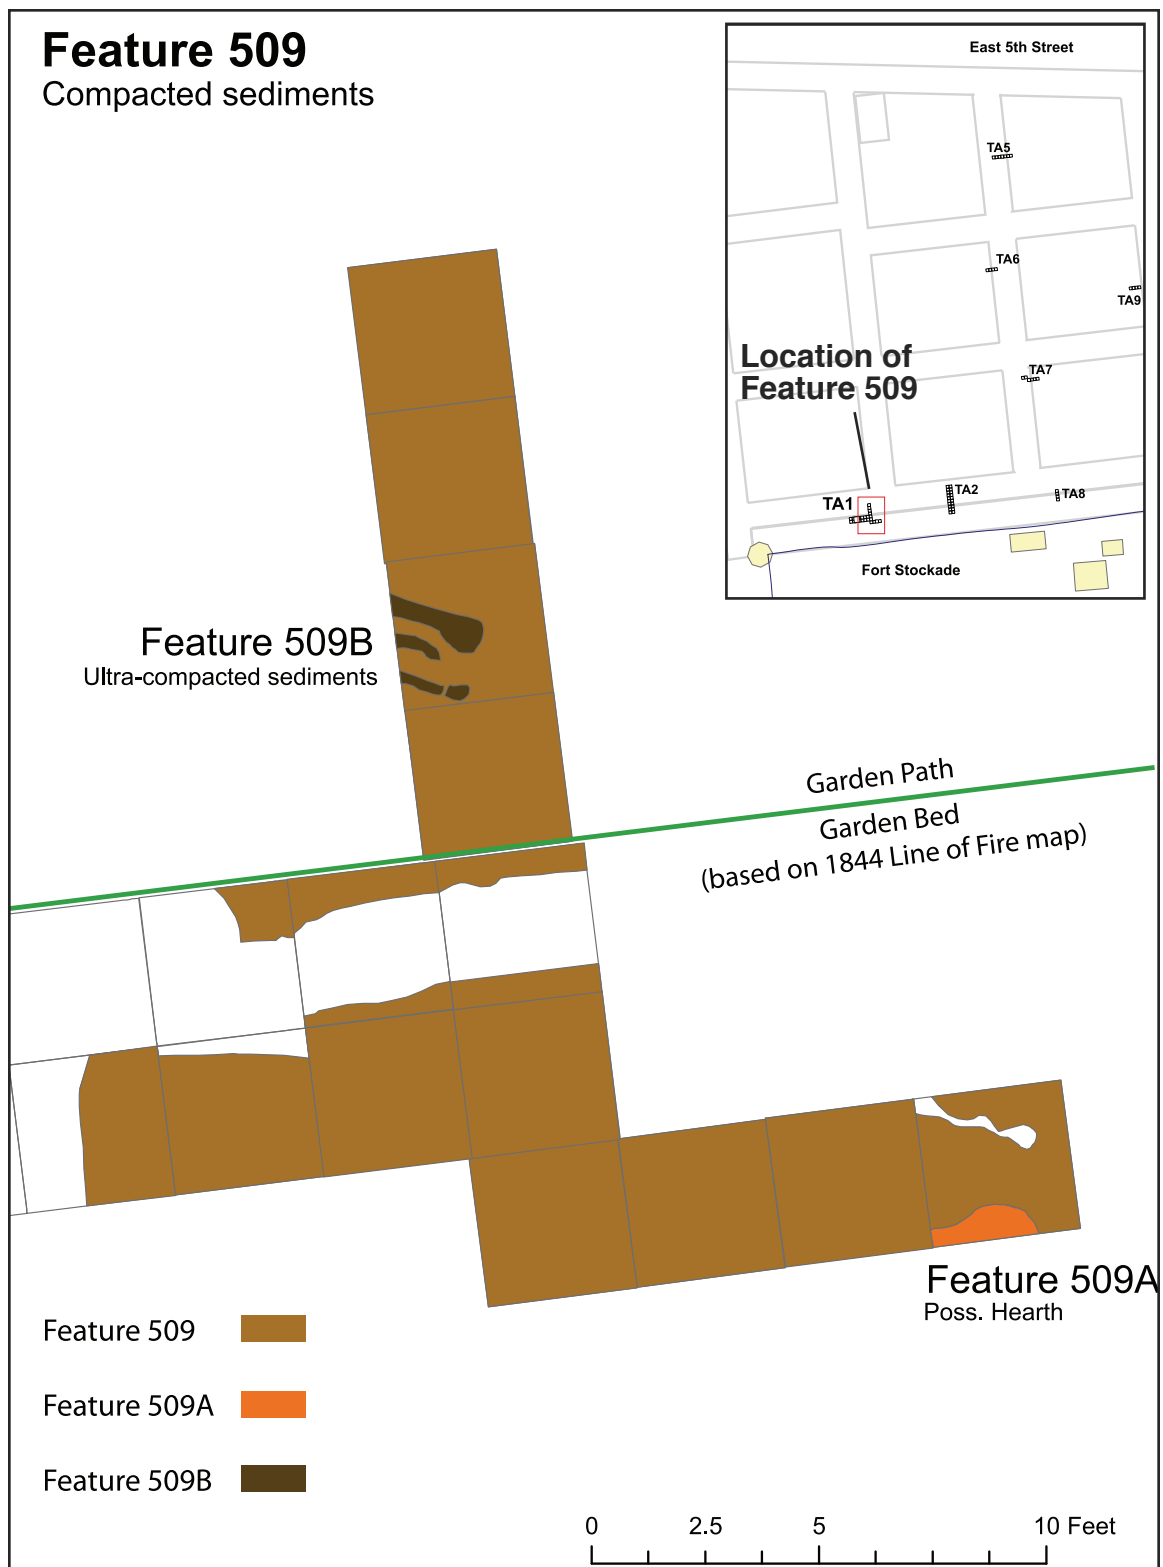 Feature 509
Compacted sediments
East 5th Street
TA5
TA6
TA9
Location of
Feature 509
TA7
TA1
TA2
TA8
Fort Stockade
Feature 509B
Ultra-compacted sediments
Garden Path
Garden Bed
(based on 1844 Line of Fire map)
Feature 509A
Poss. Hearth
Feature 509
Feature 509A
Feature 509B
0 2.5 5 10 Feet